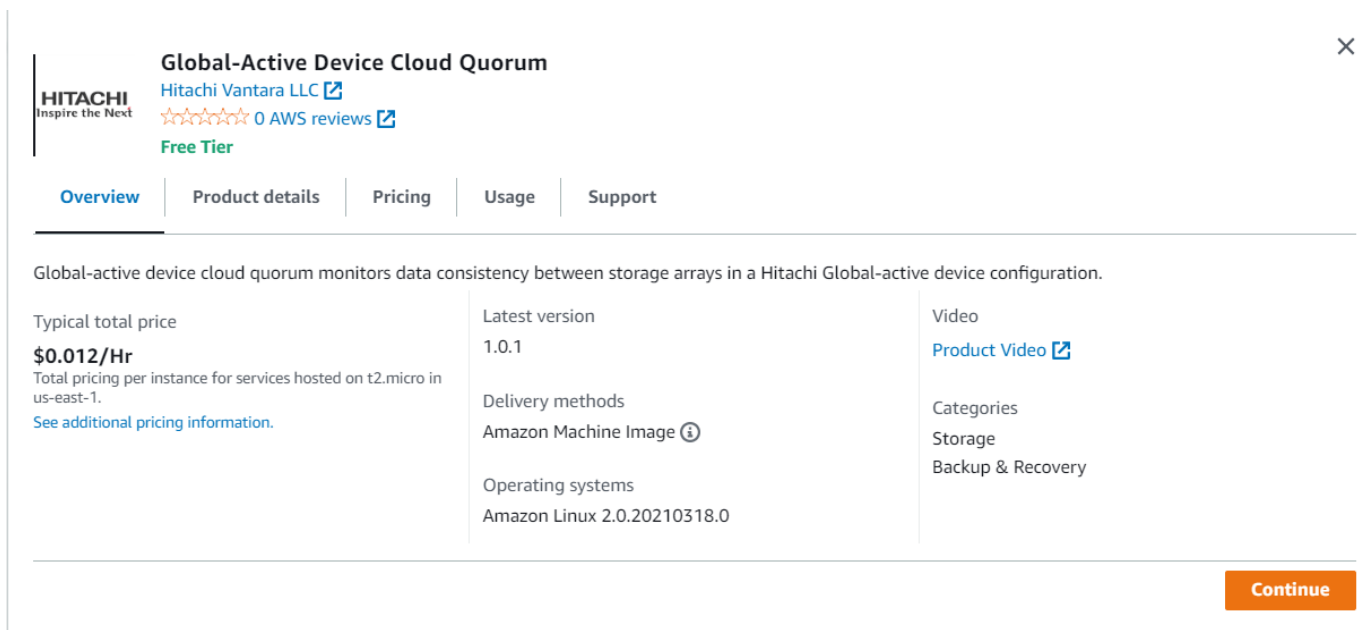 Global-Active Device Cloud Quorum
HITACHI
Inspire the Next
Hitachi Vantara LLC
0 AWS reviews
Free Tier
Overview
Product details
Pricing
Usage
Support
Global-active device cloud quorum monitors data consistency between storage arrays in a Hitachi Global-active device configuration.
Typical total price
$0.012/Hr
Total pricing per instance for services hosted on t2.micro in
us-east-1.
See additional pricing information.
Latest version
1.0.1
Delivery methods
Amazon Machine Image
Operating systems
Amazon Linux 2.0.20210318.0
Video
Product Video
Categories
Storage
Backup & Recovery
Continue